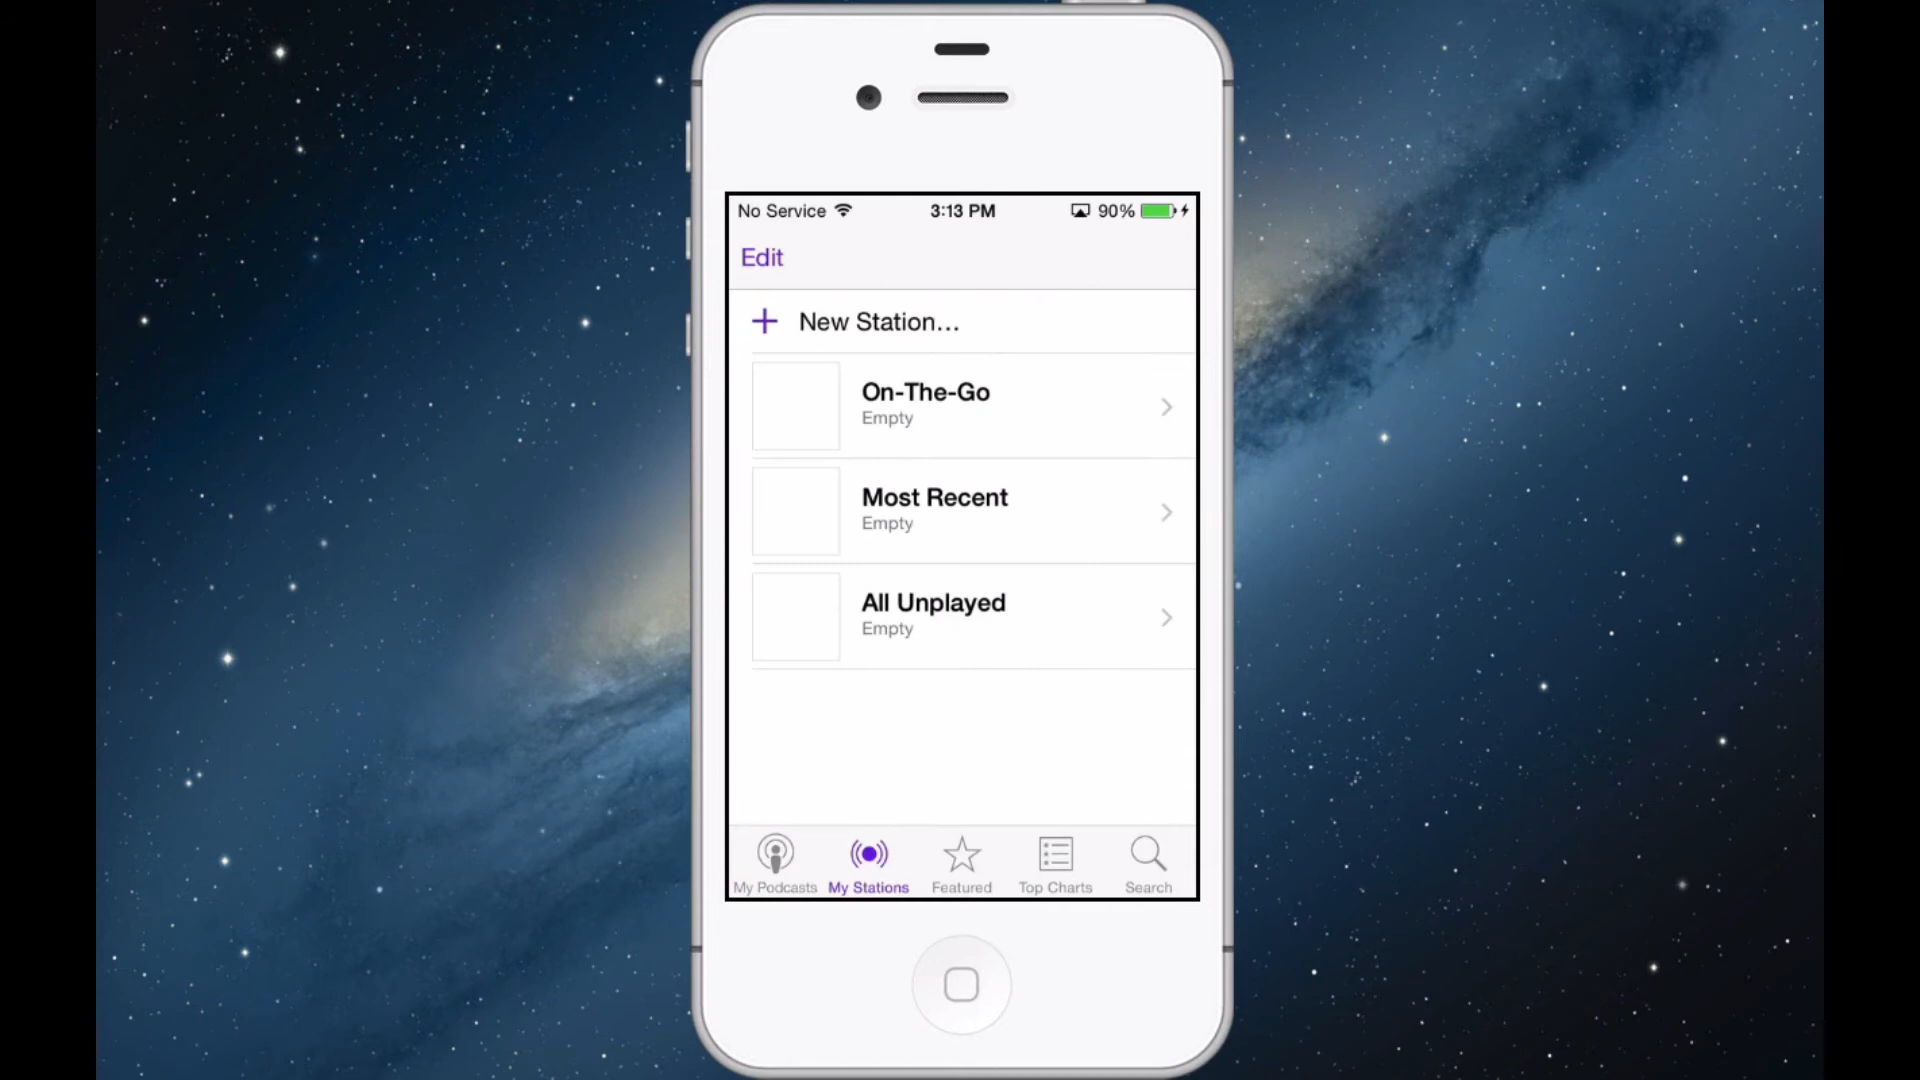 No Service 3:13 PM 90%
Edit
New Station...
On-The-Go
Empty
Most Recent
Empty
All Unplayed
Empty
My Podcasts My Stations Featured Top Charts Search